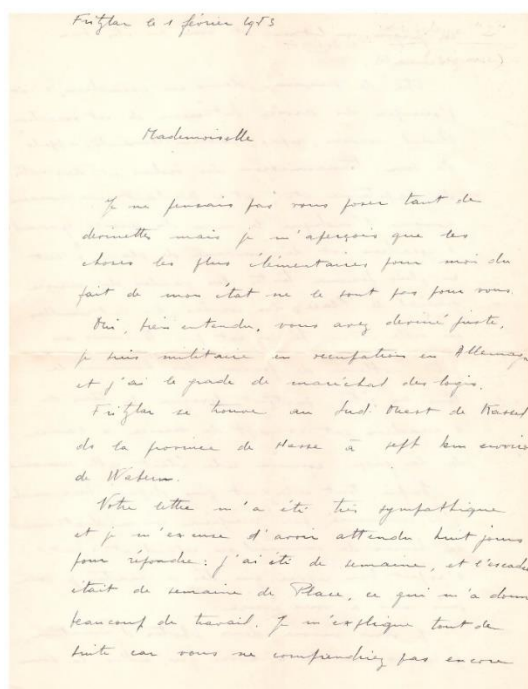 Fritzlar le 1 février 1953
Mademoiselle
Je ne pensais pas vous poser tant de
devinettes mais je m'aperçois que les
choses les plus élémentaires pour moi du
fait de mon état ne le sont pas pour vous.
Oui, bien entendu, vous avez deviné juste,
je suis militaire en occupation en Allemagne
et j'ai le grade de maréchal des logis.
Fritzlar se trouve au Sud Ouest de Kassel
ds la province de Hesse à sept km environ
de Wabern.
Votre lettre m'a été très sympathique
et je m'excuse d'avoir attendu huit jours
pour répondre : j'ai été de semaine, et l'escadron
était de semaine de Place, ce qui m'a donné
beaucoup de travail. Je m'explique tout de
suite car vous ne comprendriez pas encore